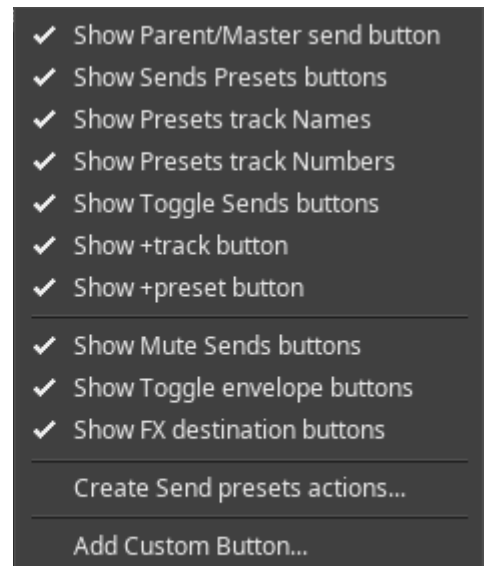 Show Parent/Master send button
Show Sends Presets buttons
Show Presets track Names
Show Presets track Numbers
Show Toggle Sends buttons
Show +track button
Show +preset button
Show Mute Sends buttons
Show Toggle envelope buttons
Show FX destination buttons
Create Send presets actions...
Add Custom Button...